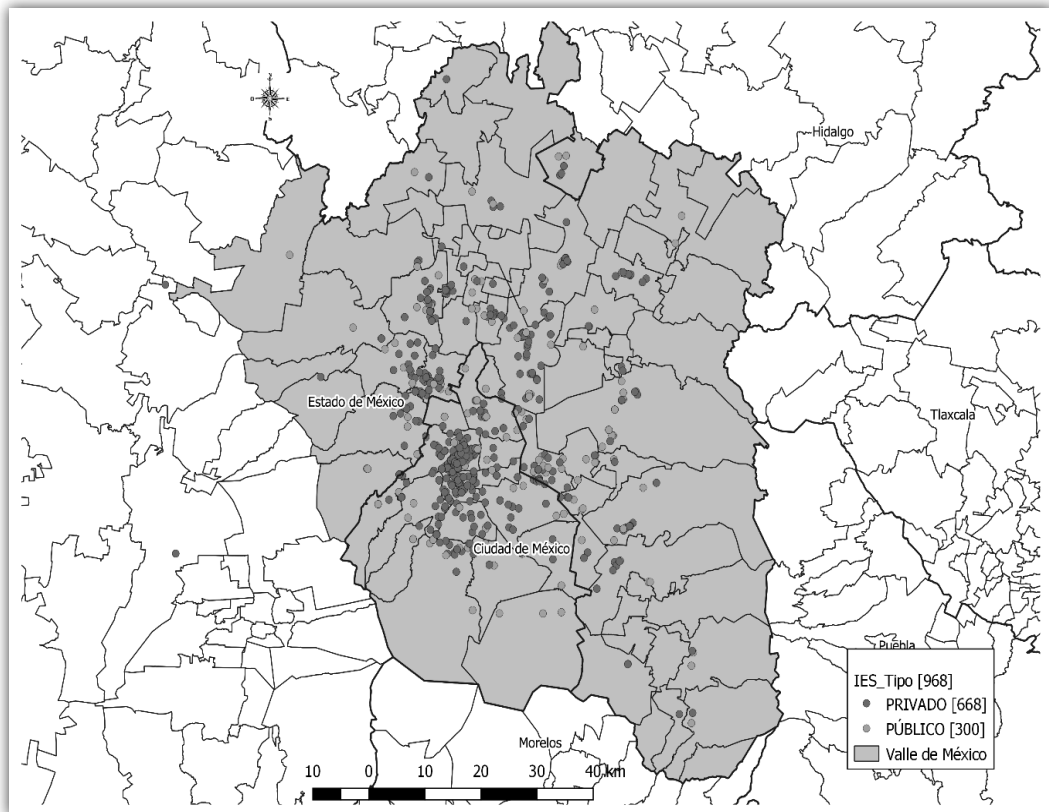 Hidalgo
Estado de México
Tlaxcala
Ciudad de México
Puebla
Morelos
IES_Tipo [968]
PRIVADO [668]
PÚBLICO [300]
Valle de México
10 0 10 20 30 40 km